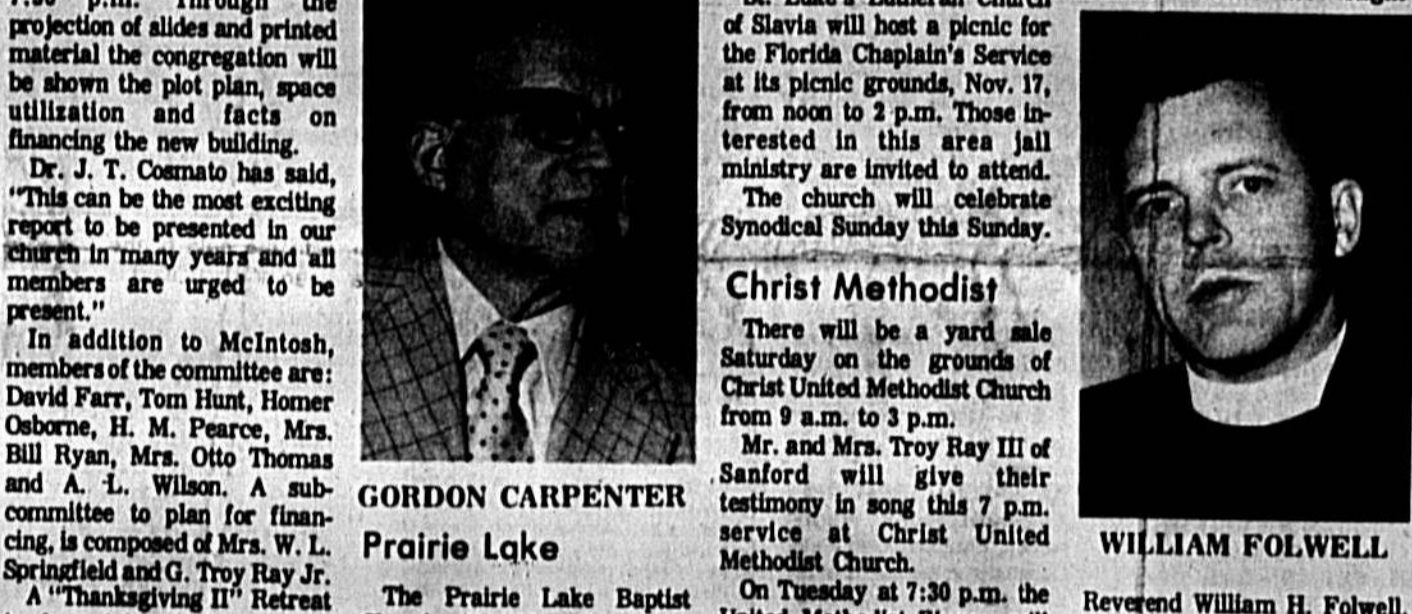 7:30 p.m. Through the
projection of slides and printed
material the congregation will
be shown the plot plan, space
utilization and facts on
financing the new building.
Dr. J. T. Cosmato has said,
"This can be the most exciting
report to be presented in our
church in many years and all
members are urged to be
present."
In addition to McIntosh,
members of the committee are:
David Farr, Tom Hunt, Homer
Osborne, H. M. Pearce, Mrs.
Bill Ryan, Mrs. Otto Thomas
and A. L. Wilson. A sub-
committee to plan for finan-
cing, is composed of Mrs. W. L.
Springfield and G. Troy Ray Jr.
A "Thanksgiving II" Retreat
GORDON CARPENTER
Prairie Lake
The Prairie Lake Baptist
St. Luke's Lutheran Church
of Slavia will host a picnic for
the Florida Chaplain's Service
at its picnic grounds, Nov. 17,
from noon to 2 p.m. Those in-
terested in this area jail
ministry are invited to attend.
The church will celebrate
Synodical Sunday this Sunday.
Christ Methodist
There will be a yard sale
Saturday on the grounds of
Christ United Methodist Church
from 9 a.m. to 3 p.m.
Mr. and Mrs. Troy Ray III of
Sanford will give their
testimony in song this 7 p.m.
service at Christ United
Methodist Church.
On Tuesday at 7:30 p.m. the
United Methodist
WILLIAM FOLWELL
Reverend William H. Folwell,